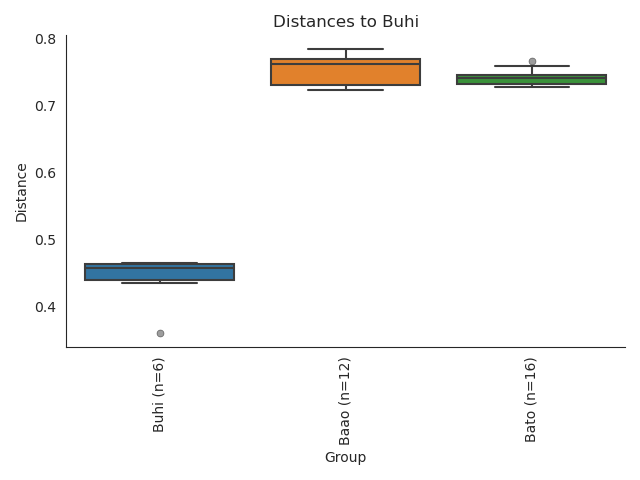 Distances to Buhi
0.8
0.7
0.6
0.5
0.4
Distance
Buhi (n=6)
Baao (n=12)
Bato (n=16)
Group